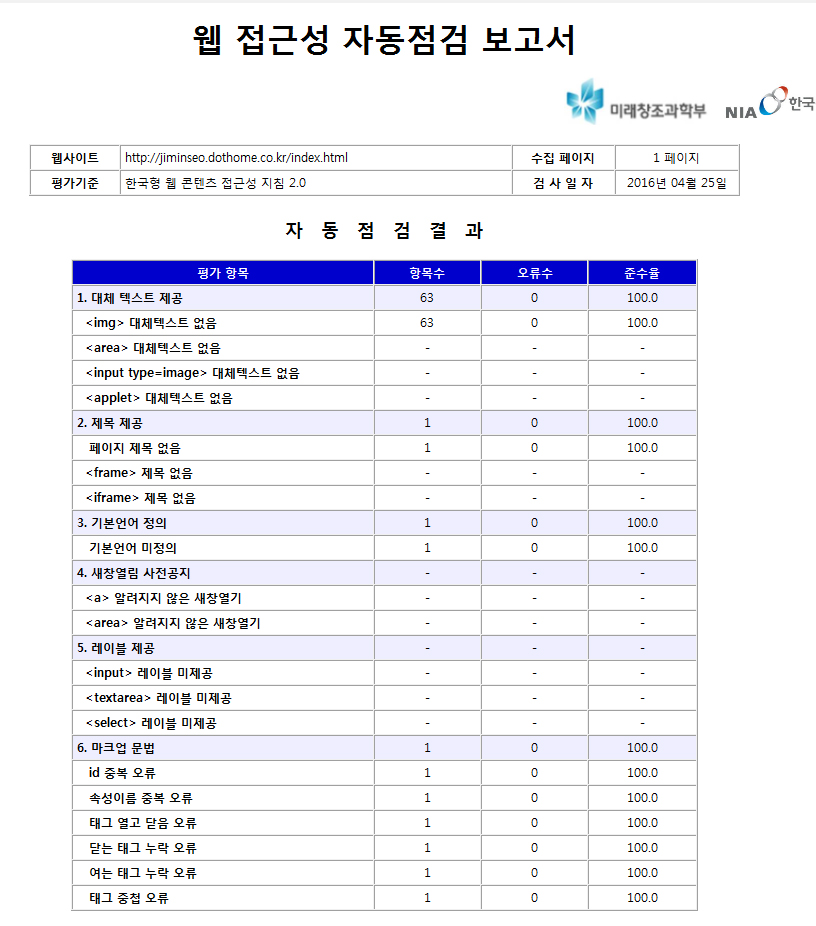 웹 접근성 자동점검 보고서
미래창조과학부 NIA 한국
웹사이트 http://jiminseo.dothome.co.kr/index.html 수집 페이지 1 페이지
평가기준 한국형 웹 콘텐츠 접근성 지침 2.0 검 사 일 자 2016년 04월 25일
자 동 점 검 결 과
평가 항목 항목수 오류수 준수율
1. 대체 텍스트 제공 63 0 100.0
<img> 대체텍스트 없음 63 0 100.0
<area> 대체텍스트 없음 - - -
<input type=image> 대체텍스트 없음 - - -
<applet> 대체텍스트 없음 - - -
2. 제목 제공 1 0 100.0
페이지 제목 없음 1 0 100.0
<frame> 제목 없음 - - -
<iframe> 제목 없음 - - -
3. 기본언어 정의 1 0 100.0
기본언어 미정의 1 0 100.0
4. 새창열림 사전공지 - - -
<a> 알려지지 않은 새창열기 - - -
<area> 알려지지 않은 새창열기 - - -
5. 레이블 제공 - - -
<input> 레이블 미제공 - - -
<textarea> 레이블 미제공 - - -
<select> 레이블 미제공 - - -
6. 마크업 문법 1 0 100.0
id 중복 오류 1 0 100.0
속성이름 중복 오류 1 0 100.0
태그 열고 닫음 오류 1 0 100.0
닫는 태그 누락 오류 1 0 100.0
여는 태그 누락 오류 1 0 100.0
태그 중첩 오류 1 0 100.0